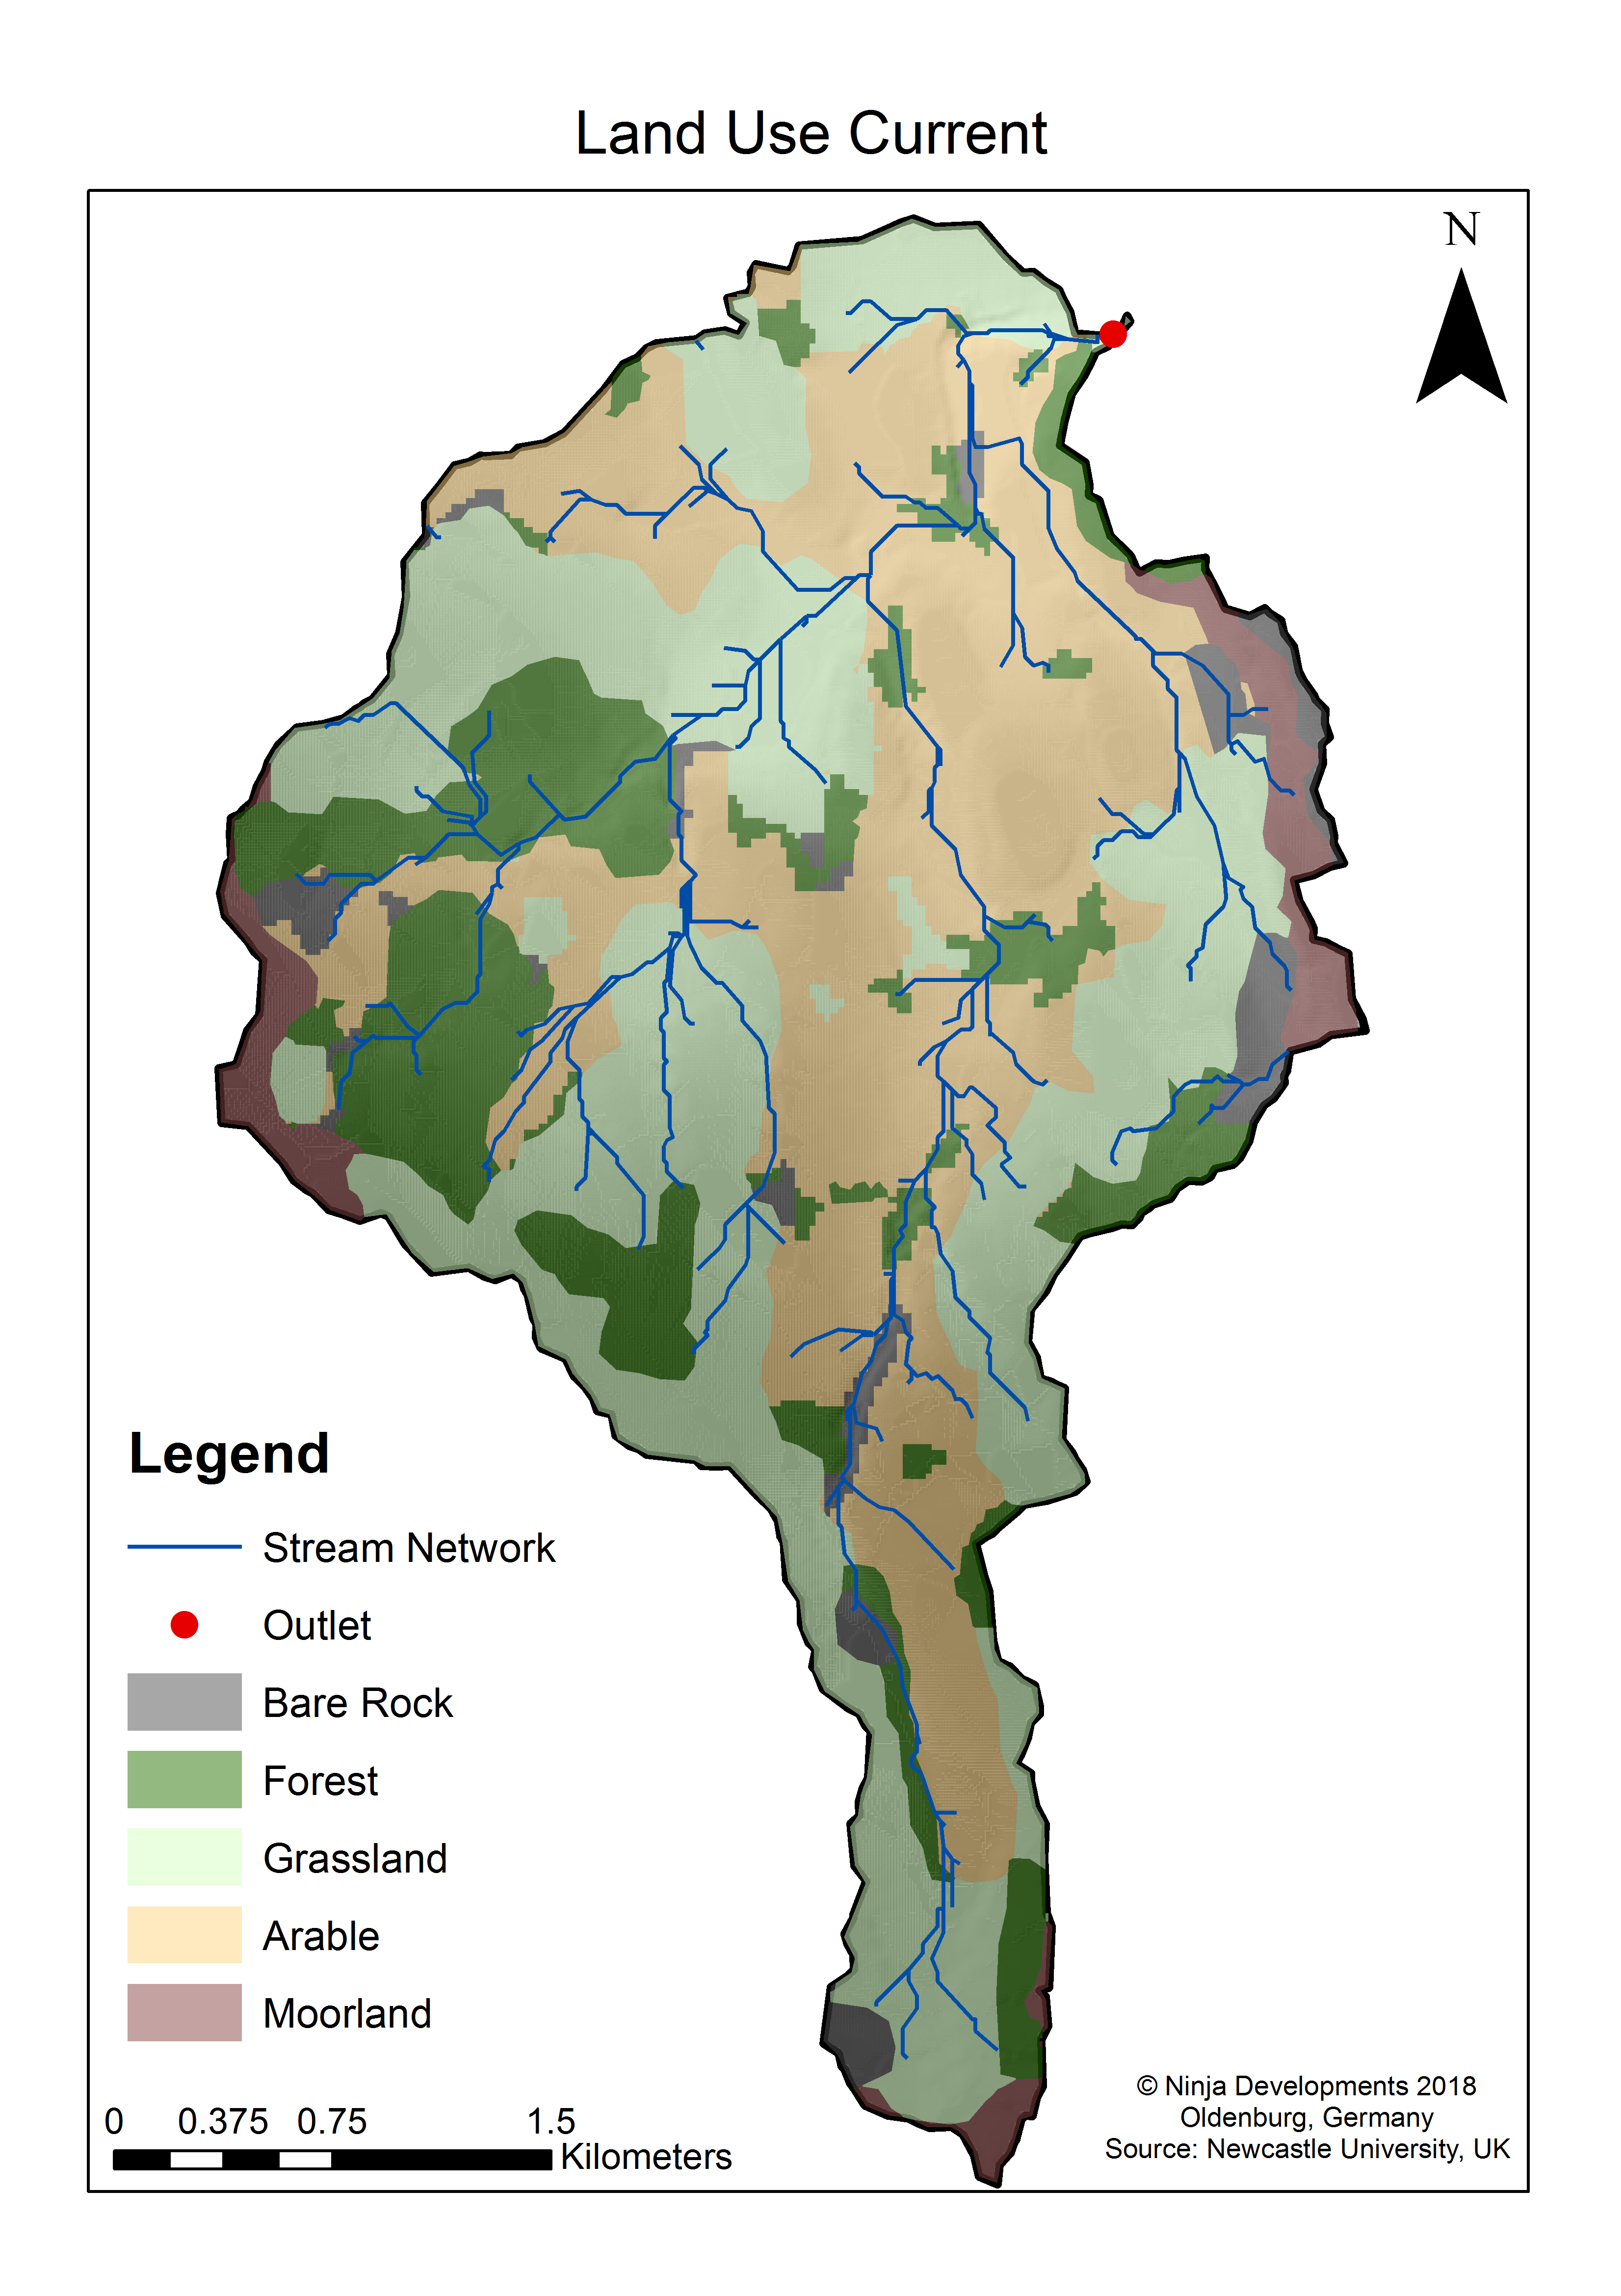 Land Use Current
N
Legend
Stream Network
Outlet
Bare Rock
Forest
Grassland
Arable
Moorland
0 0.375 0.75 1.5
Kilometers
© Ninja Developments 2018
Oldenburg, Germany
Source: Newcastle University, UK